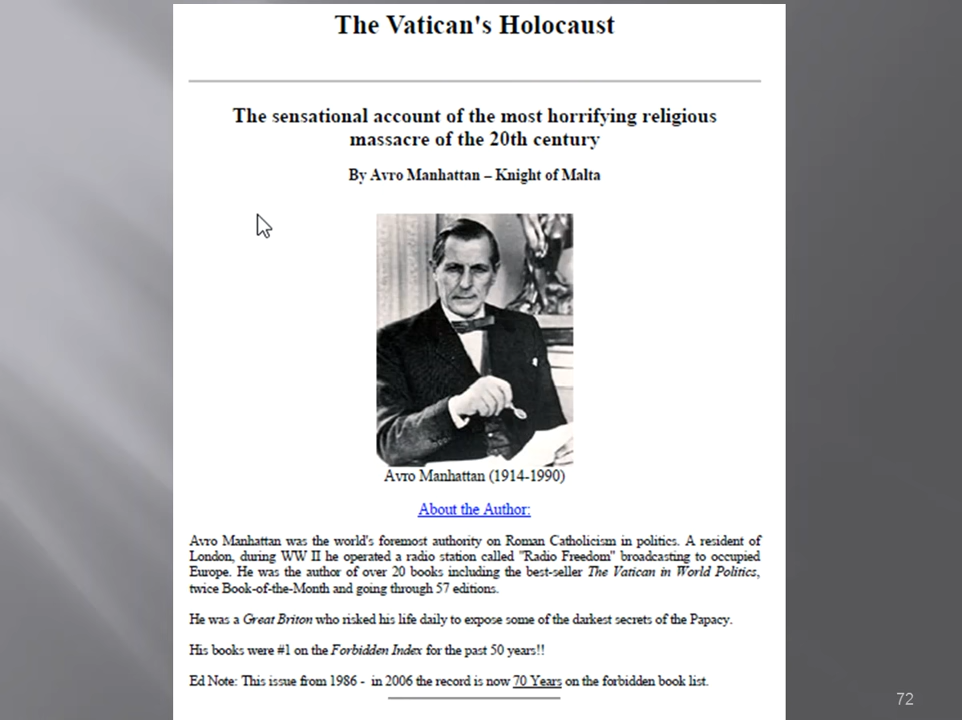 The Vatican's Holocaust
The sensational account of the most horrifying religious
massacre of the 20th century
By Avro Manhattan – Knight of Malta
Avro Manhattan (1914-1990)
About the Author:
Avro Manhattan was the world's foremost authority on Roman Catholicism in politics. A resident of
London, during WW II he operated a radio station called "Radio Freedom" broadcasting to occupied
Europe. He was the author of over 20 books including the best-seller The Vatican in World Politics,
twice Book-of-the-Month and going through 57 editions.
He was a Great Briton who risked his life daily to expose some of the darkest secrets of the Papacy.
His books were #1 on the Forbidden Index for the past 50 years!!
Ed Note: This issue from 1986 - in 2006 the record is now 70 Years on the forbidden book list.
72